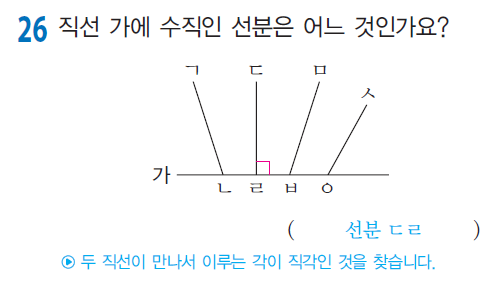 26 직선 가에 수직인 선분은 어느 것인가요?
ㄱ ㄷ ㅁ ㅅ
가
ㄴ ㄹ ㅂ ㅇ
( 선분 ㄷㄹ )
▶ 두 직선이 만나서 이루는 각이 직각인 것을 찾습니다.